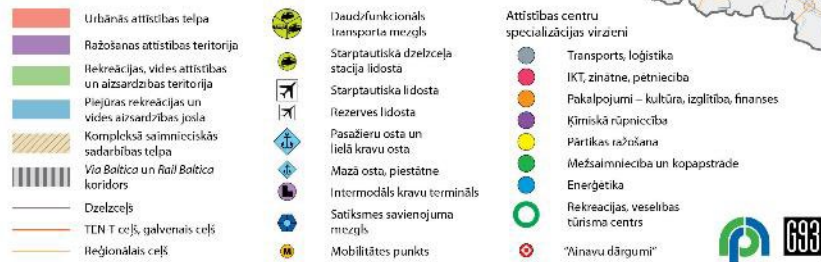 Urbānās attīstības telpa
Ražošanas attīstības teritorija
Rekreācijas, vides attīstības
un aizsardzības teritorija
Piejūras rekreācijas un
vides aizsardzības josla
Kompleksā saimnieciskās
sadarbības telpa
Via Baltica un Rail Baltica
koridors
Dzelzceļš
TEN-T ceļš, galvenais ceļš
Reģionālais ceļš
Daudzfunkcionāls
transporta mezgls
Starptautiskā dzelzceļa
stacija lidostā
Starptautiska lidosta
Rezerves lidosta
Pasažieru osta un
lielā kravu osta
Mazā osta, piestātne
Intermodāls kravu termināls
Satiksmes savienojuma
mezgls
M Mobilitātes punkts
Attīstības centru
specializācijas virzieni
Transports, loģistika
IKT, zinātne, pētniecība
Pakalpojumi – kultūra, izglītība, finanses
Ķīmiskā rūpniecība
Pārtikas ražošana
Mežsaimniecība un kokapstrāde
Enerģētika
Rekreācijas, veselības
tūrisma centrs
"Ainavu dārgumi"
G93